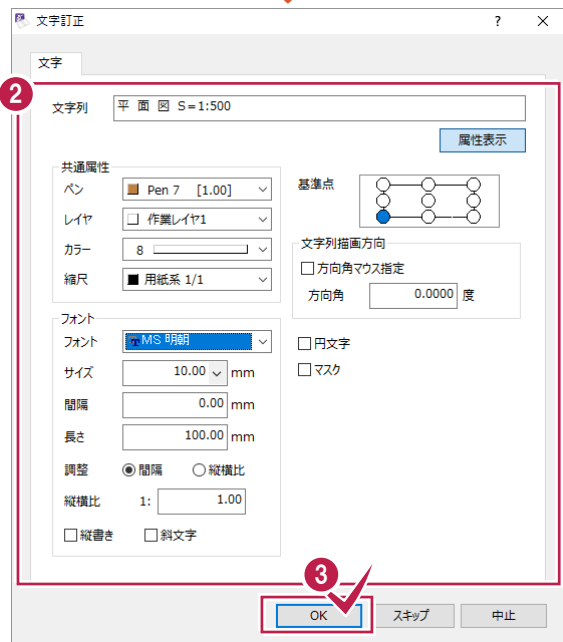 文字訂正 ? ×
文字
2
文字列 平 面 図 S=1:500
属性表示
共通属性
ペン Pen 7 [1.00]
レイヤ 作業レイヤ1
カラー 8
縮尺 用紙系 1/1
基準点
文字列描画方向
方向角マウス指定
方向角 0.0000 度
フォント
フォント MS 明朝
サイズ 10.00 mm
間隔 0.00 mm
長さ 100.00 mm
調整 間隔 縦横比
縦横比 1: 1.00
縦書き 斜文字
円文字
マスク
3
OK スキップ 中止